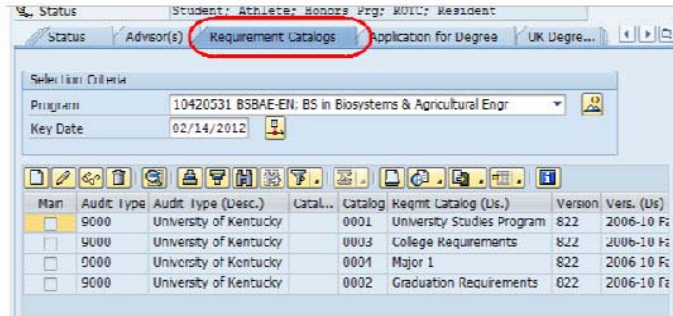 Status Student; Athlete; Honors Prg; ROTC; Resident
Status Advisor(s) Requirement Catalogs Application for Degree UK Degre...
Selection Criteria
Program 10420531 BSBAE-EN; BS in Biosystems & Agricultural Engr
Key Date 02/14/2012
Man Audit Type Audit Type (Desc.) Catal... Catalog Reqmt Catalog (Ds.) Version Vers. (Ds)
9000 University of Kentucky 0001 University Studies Program 822 2006-10 Fa
9000 University of Kentucky 0003 College Requirements 822 2006-10 Fa
9000 University of Kentucky 0004 Major 1 822 2006-10 Fa
9000 University of Kentucky 0002 Graduation Requirements 822 2006-10 Fa